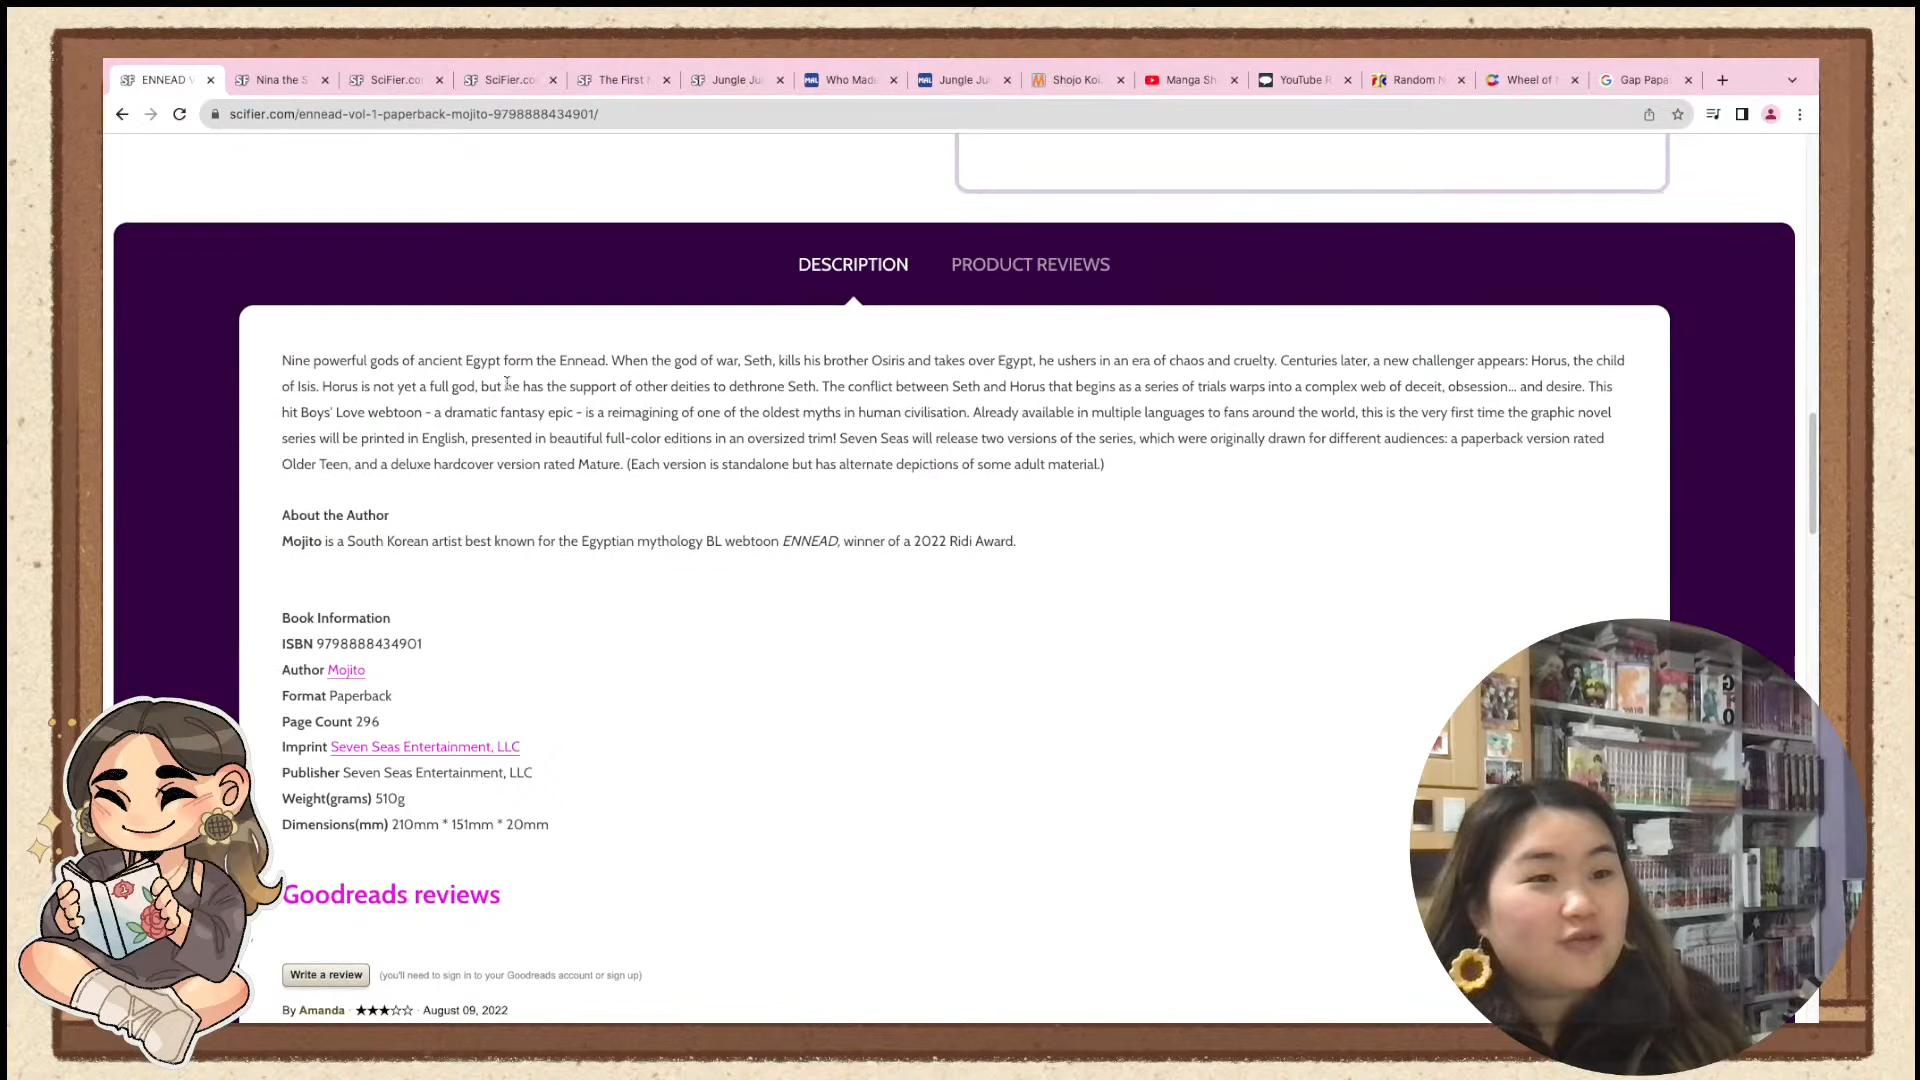 SF ENNEAD V
SF Nina the S
SF SciFier.co
SF SciFier.co
SF The First
SF Jungle Ju
MAL Who Made
MAL Jungle Ju
Shojo Koi
Manga Sh
YouTube R
Random N
Wheel of
G Gap Papa
scifier.com/ennead-vol-1-paperback-mojito-9798888434901/
DESCRIPTION
PRODUCT REVIEWS
Nine powerful gods of ancient Egypt form the Ennead. When the god of war, Seth, kills his brother Osiris and takes over Egypt, he ushers in an era of chaos and cruelty. Centuries later, a new challenger appears: Horus, the child
of Isis. Horus is not yet a full god, but he has the support of other deities to dethrone Seth. The conflict between Seth and Horus that begins as a series of trials warps into a complex web of deceit, obsession... and desire. This
hit Boys' Love webtoon - a dramatic fantasy epic - is a reimagining of one of the oldest myths in human civilisation. Already available in multiple languages to fans around the world, this is the very first time the graphic novel
series will be printed in English, presented in beautiful full-color editions in an oversized trim! Seven Seas will release two versions of the series, which were originally drawn for different audiences: a paperback version rated
Older Teen, and a deluxe hardcover version rated Mature. (Each version is standalone but has alternate depictions of some adult material.)
About the Author
Mojito is a South Korean artist best known for the Egyptian mythology BL webtoon ENNEAD, winner of a 2022 Ridi Award.
Book Information
ISBN 9798888434901
Author Mojito
Format Paperback
Page Count 296
Imprint Seven Seas Entertainment, LLC
Publisher Seven Seas Entertainment, LLC
Weight(grams) 510g
Dimensions(mm) 210mm * 151mm * 20mm
Goodreads reviews
Write a review (you'll need to sign in to your Goodreads account or sign up)
By Amanda · ★★★☆☆ · August 09, 2022